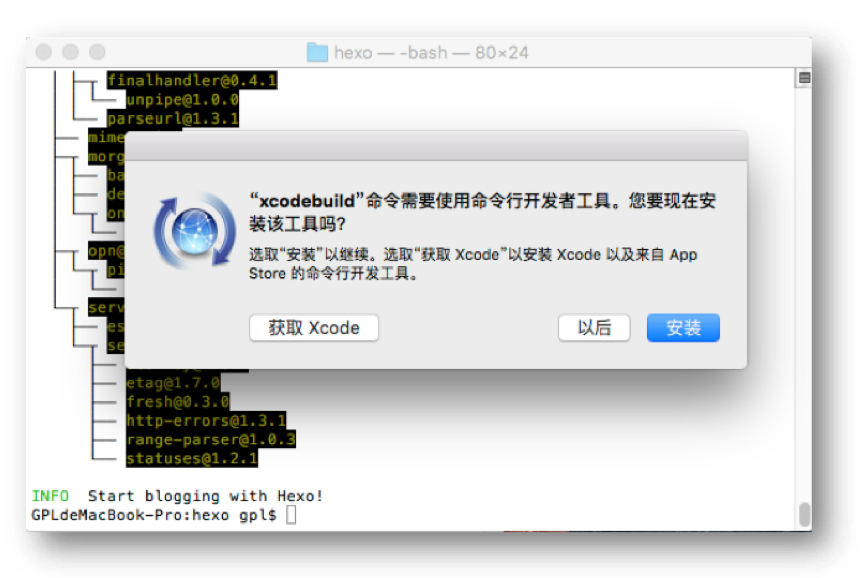 hexo — -bash — 80×24
finalhandler@0.4.1
unpipe@1.0.0
parseurl@1.3.1
mime
morg
ba
de
on
opn@
pi
serv
es
se
“xcodebuild”命令需要使用命令行开发者工具。您要现在安
装该工具吗?
选取“安装”以继续。选取“获取 Xcode”以安装 Xcode 以及来自 App
Store 的命令行开发工具。
获取 Xcode
以后
安装
etag@1.7.0
fresh@0.3.0
http-errors@1.3.1
range-parser@1.0.3
statuses@1.2.1
INFO  Start blogging with Hexo!
GPLdeMacBook-Pro:hexo gpl$